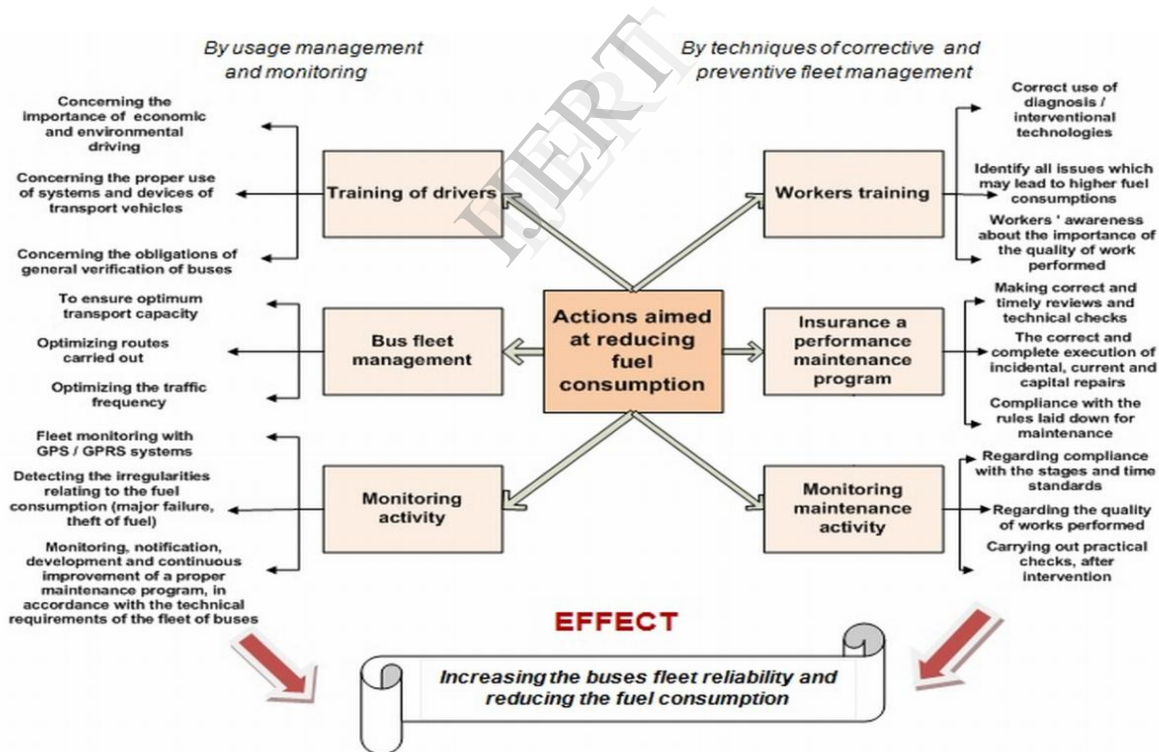 IJERT
By usage management
and monitoring
By techniques of corrective and
preventive fleet management
Concerning the
importance of economic
and environmental
driving
Concerning the proper use
of systems and devices of
transport vehicles
Concerning the obligations of
general verification of buses
Training of drivers
To ensure optimum
transport capacity
Optimizing routes
carried out
Optimizing the traffic
frequency
Bus fleet
management
Fleet monitoring with
GPS / GPRS systems
Detecting the irregularities
relating to the fuel
consumption (major failure,
theft of fuel)
Monitoring, notification,
development and continuous
improvement of a proper
maintenance program, in
accordance with the technical
requirements of the fleet of buses
Monitoring
activity
Actions aimed
at reducing
fuel
consumption
Workers training
Correct use of
diagnosis /
interventional
technologies
Identify all issues which
may lead to higher fuel
consumptions
Workers ' awareness
about the importance of
the quality of work
performed
Insurance a
performance
maintenance
program
Making correct and
timely reviews and
technical checks
The correct and
complete execution of
incidental, current and
capital repairs
Compliance with the
rules laid down for
maintenance
Monitoring
maintenance
activity
Regarding compliance
with the stages and time
standards
Regarding the quality
of works performed
Carrying out practical
checks, after
intervention
EFFECT
Increasing the buses fleet reliability and
reducing the fuel consumption